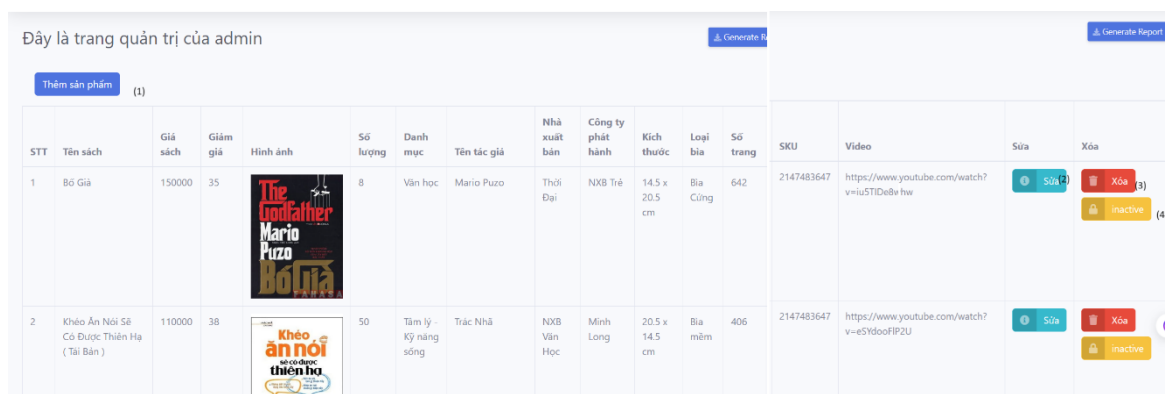 Đây là trang quản trị của admin
Generate Re
Generate Report
Thêm sản phẩm (1)
STT
Tên sách
Giá
sách
Giảm
giá
Hình ảnh
Số
lượng
Danh
mục
Tên tác giả
Nhà
xuất
bản
Công ty
phát
hành
Kích
thước
Loại
bìa
Số
trang
SKU
Video
Sửa
Xóa
1
Bố Già
150000
35
The
Godfather
Mario
Puzo
Bố Già
8
Văn học
Mario Puzo
Thời
Đại
NXB Trẻ
14.5 x
20.5
cm
Bìa
Cứng
642
2147483647
https://www.youtube.com/watch?
Sửa (2)
Xóa (3)
inactive (4
2
Khéo Ăn Nói Sẽ
Có Được Thiên Hạ
( Tái Bản )
110000
38
Khéo
ăn nói
sẽ có được
thiên hạ
50
Tâm lý -
Kỹ năng
sống
Trác Nhã
NXB
Văn
Học
Minh
Long
20.5 x
14.5
cm
Bìa
mềm
406
2147483647
https://www.youtube.com/watch?
v=eSYdooFlP2U
Sửa
Xóa
inactive